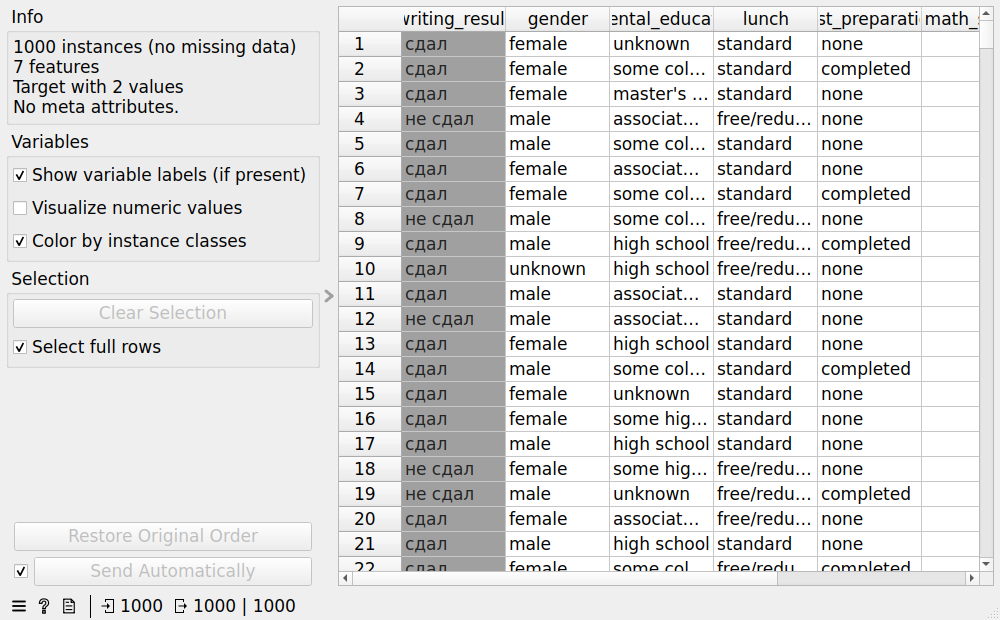 Info
1000 instances (no missing data)
7 features
Target with 2 values
No meta attributes.
Variables
Show variable labels (if present)
Visualize numeric values
Color by instance classes
Selection
Clear Selection
Select full rows
Restore Original Order
Send Automatically
1000 1000 | 1000
writing_resul gender ental_educa lunch st_preparati math_
1 сдал female unknown standard none
2 сдал female some col... standard completed
3 сдал female master's ... standard none
4 не сдал male associat... free/redu... none
5 сдал male some col... standard none
6 сдал female associat... standard none
7 сдал female some col... standard completed
8 не сдал male some col... free/redu... none
9 сдал male high school free/redu... completed
10 сдал unknown high school free/redu... none
11 сдал male associat... standard none
12 не сдал male associat... standard none
13 сдал female high school standard none
14 сдал male some col... standard completed
15 сдал female unknown standard none
16 сдал female some hig... standard none
17 сдал male high school standard none
18 не сдал female some hig... free/redu... none
19 не сдал male unknown free/redu... completed
20 сдал female associat... free/redu... none
21 сдал male high school standard none
22 сдал female some col... free/redu... completed